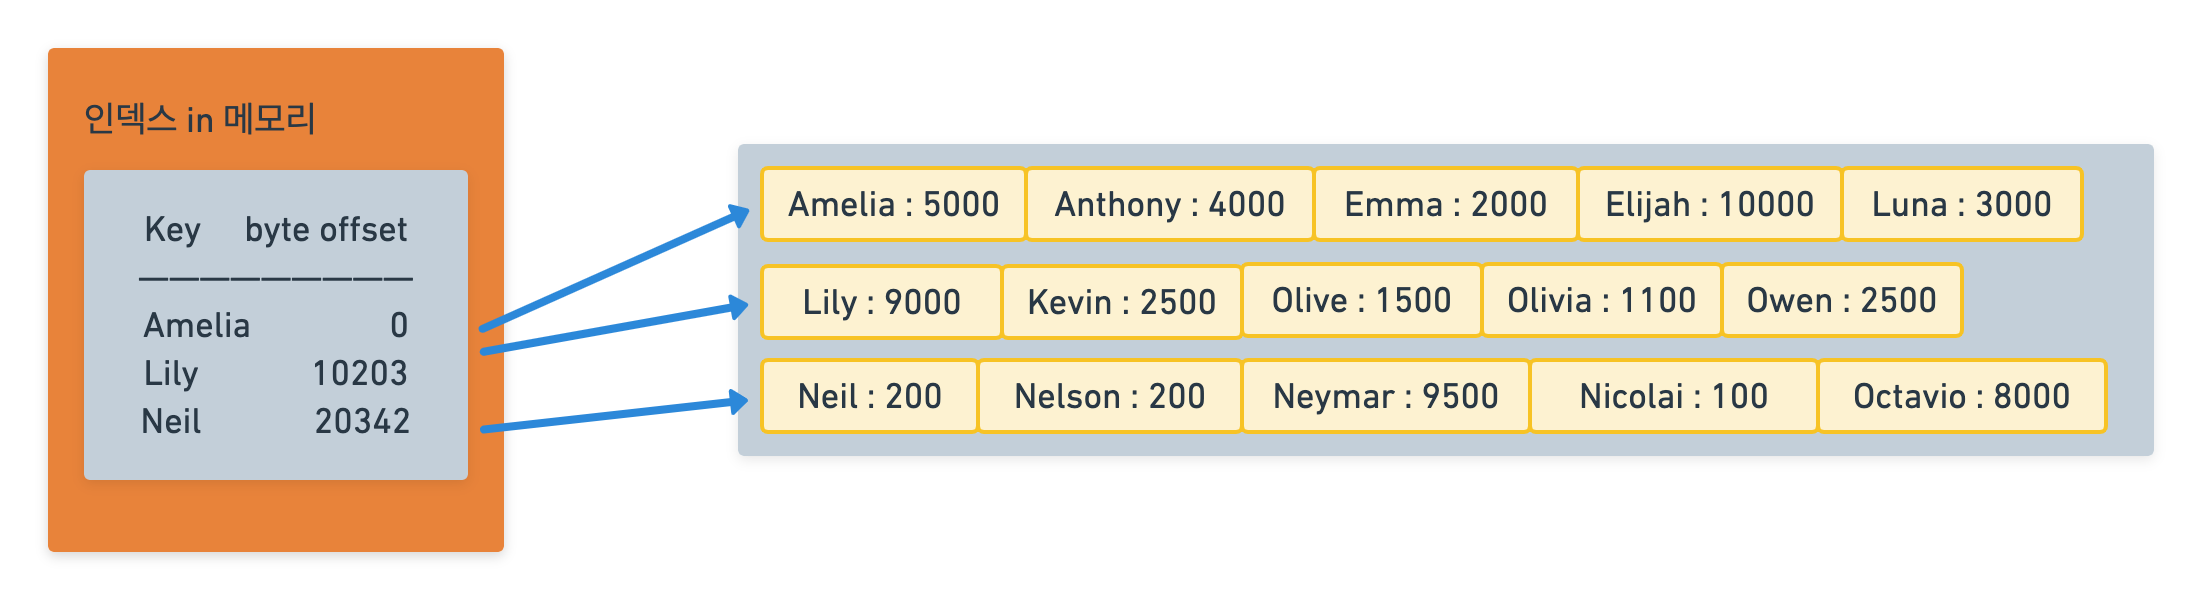 인덱스 in 메모리
Key byte offset
Amelia 0
Lily 10203
Neil 20342
Amelia : 5000 Anthony : 4000 Emma : 2000 Elijah : 10000 Luna : 3000
Lily : 9000 Kevin : 2500 Olive : 1500 Olivia : 1100 Owen : 2500
Neil : 200 Nelson : 200 Neymar : 9500 Nicolai : 100 Octavio : 8000